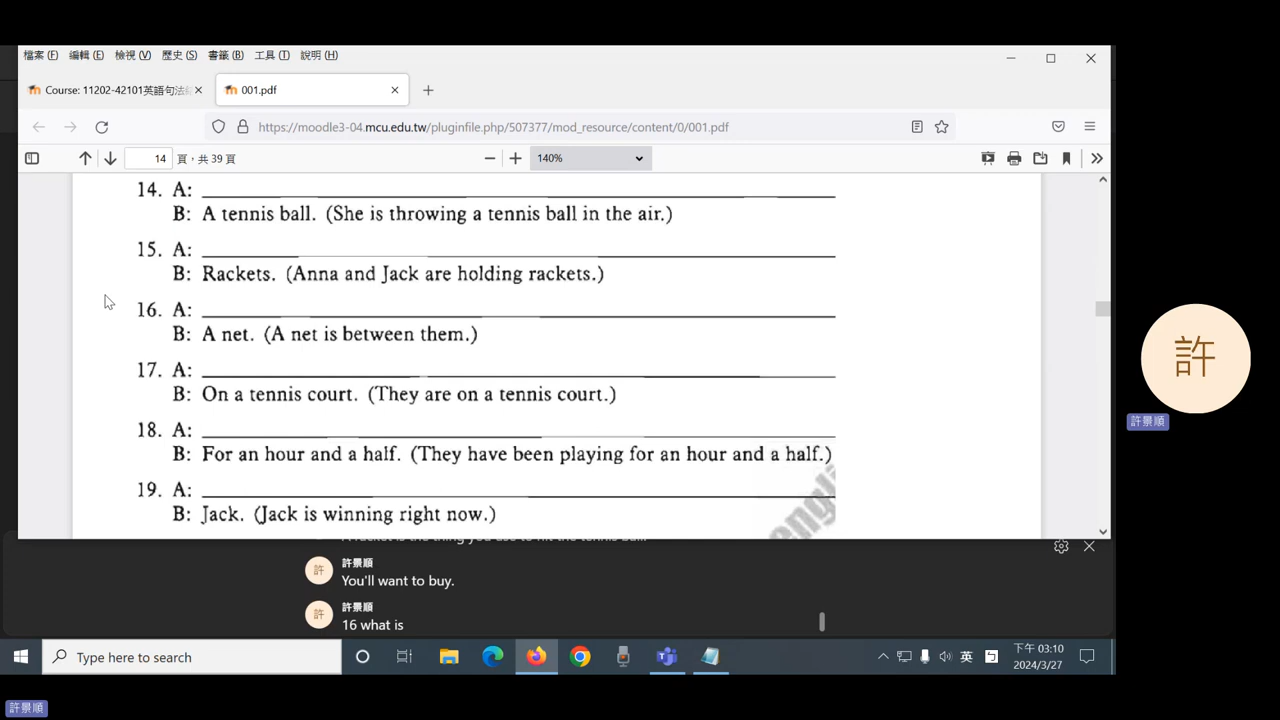 檔案(F) 編輯(E) 檢視(V) 歷史(S) 書籤(B) 工具(T) 說明(H)
Course: 11202-42101英語句法
001.pdf
https://moodle3-04.mcu.edu.tw/pluginfile.php/507377/mod_resource/content/0/001.pdf
14 頁,共 39 頁
140%
14. A:
B: A tennis ball. (She is throwing a tennis ball in the air.)
15. A:
B: Rackets. (Anna and Jack are holding rackets.)
16. A:
B: A net. (A net is between them.)
17. A:
B: On a tennis court. (They are on a tennis court.)
18. A:
B: For an hour and a half. (They have been playing for an hour and a half.)
19. A:
B: Jack. (Jack is winning right now.)
engli
許
許景順
許
許景順
You'll want to buy.
許
許景順
16 what is
Type here to search
英
下午 03:10
2024/3/27
許景順